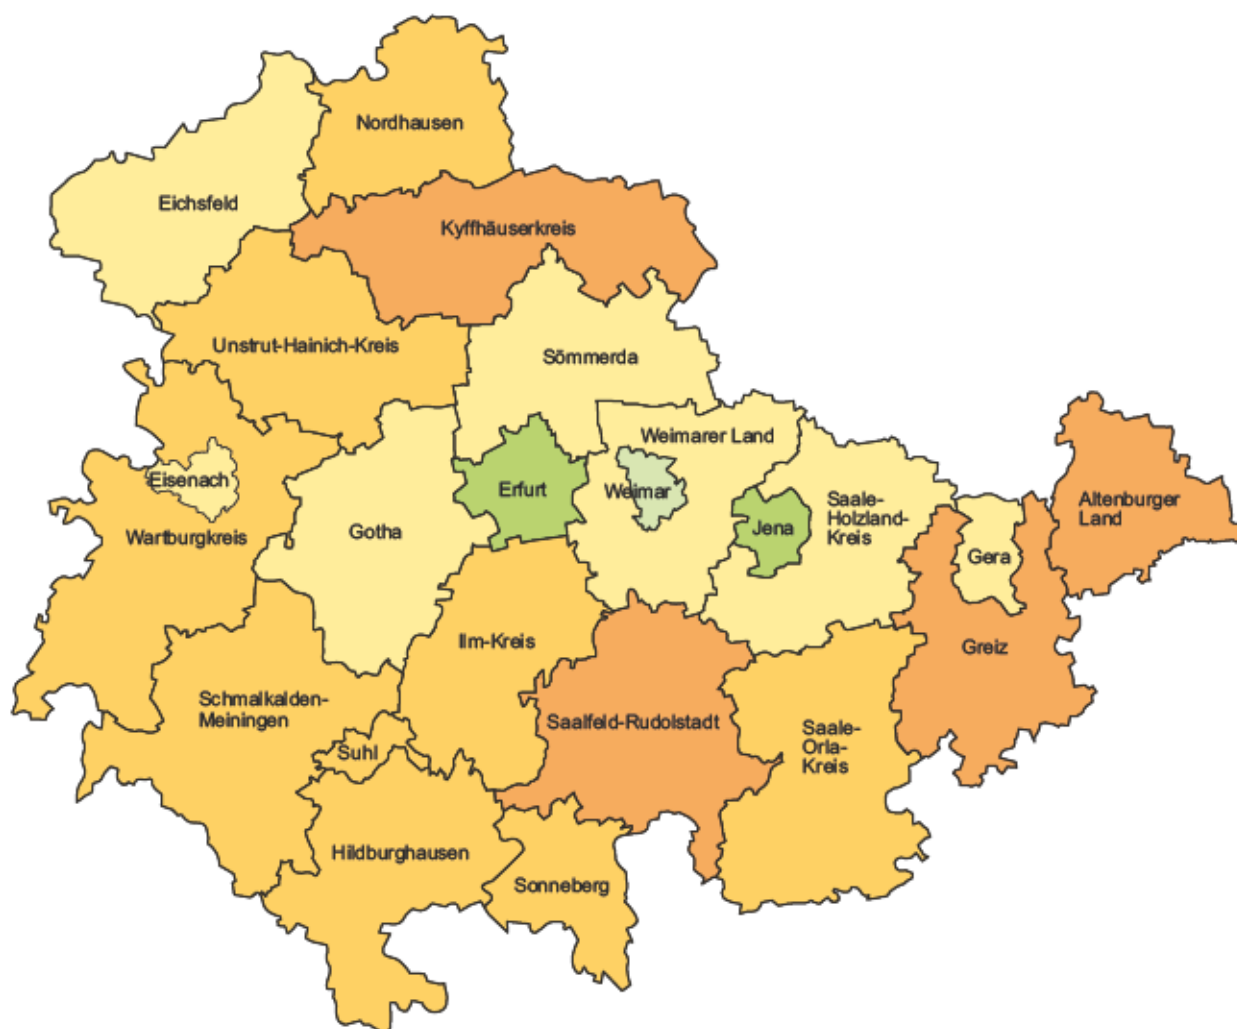 Nordhausen
Eichsfeld
Kyffhäuserkreis
Unstrut-Hainich-Kreis
Sömmerda
Weimarer Land
Eisenach
Erfurt
Weimar
Altenburger
Land
Saale-
Holzland-
Kreis
Jena
Gotha
Wartburgkreis
Gera
Ilm-Kreis
Greiz
Schmalkalden-
Meiningen
Saalfeld-Rudolstadt
Saale-
Orla-
Kreis
Suhl
Hildburghausen
Sonneberg